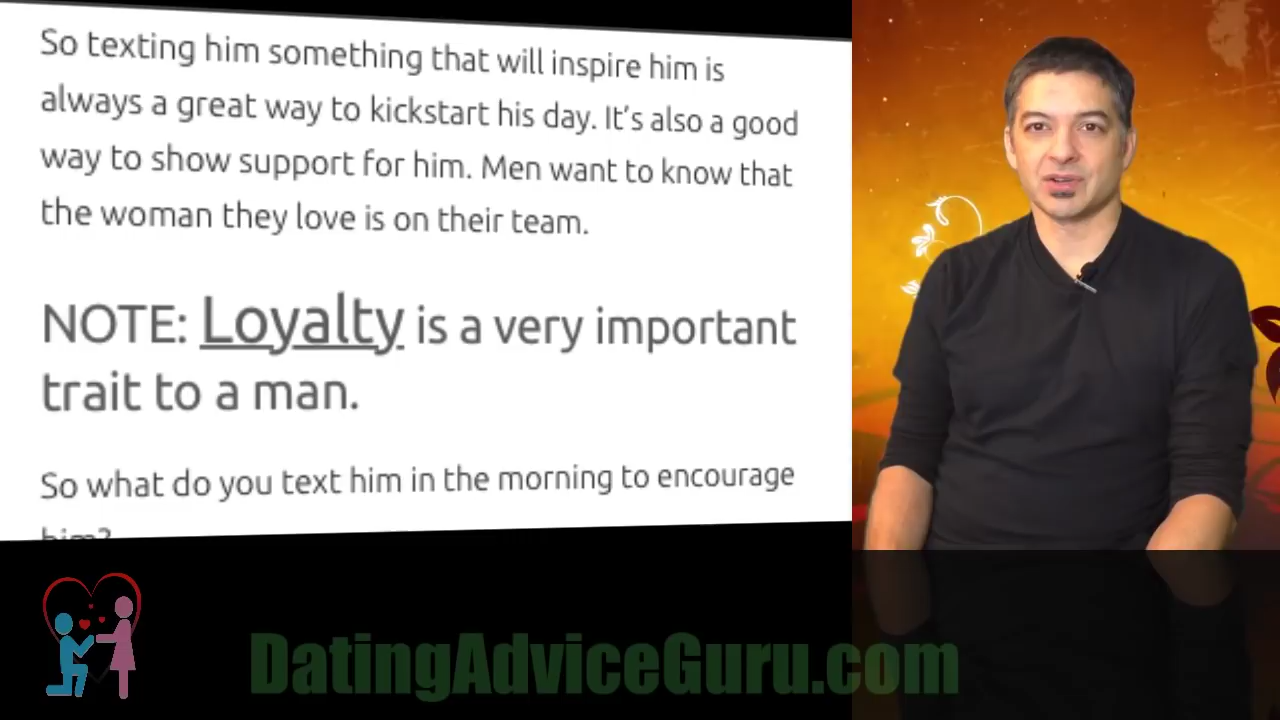 So texting him something that will inspire him is
always a great way to kickstart his day. It's also a good
way to show support for him. Men want to know that
the woman they love is on their team.
NOTE: Loyalty is a very important
trait to a man.
So what do you text him in the morning to encourage
him?
DatingAdviceGuru.com